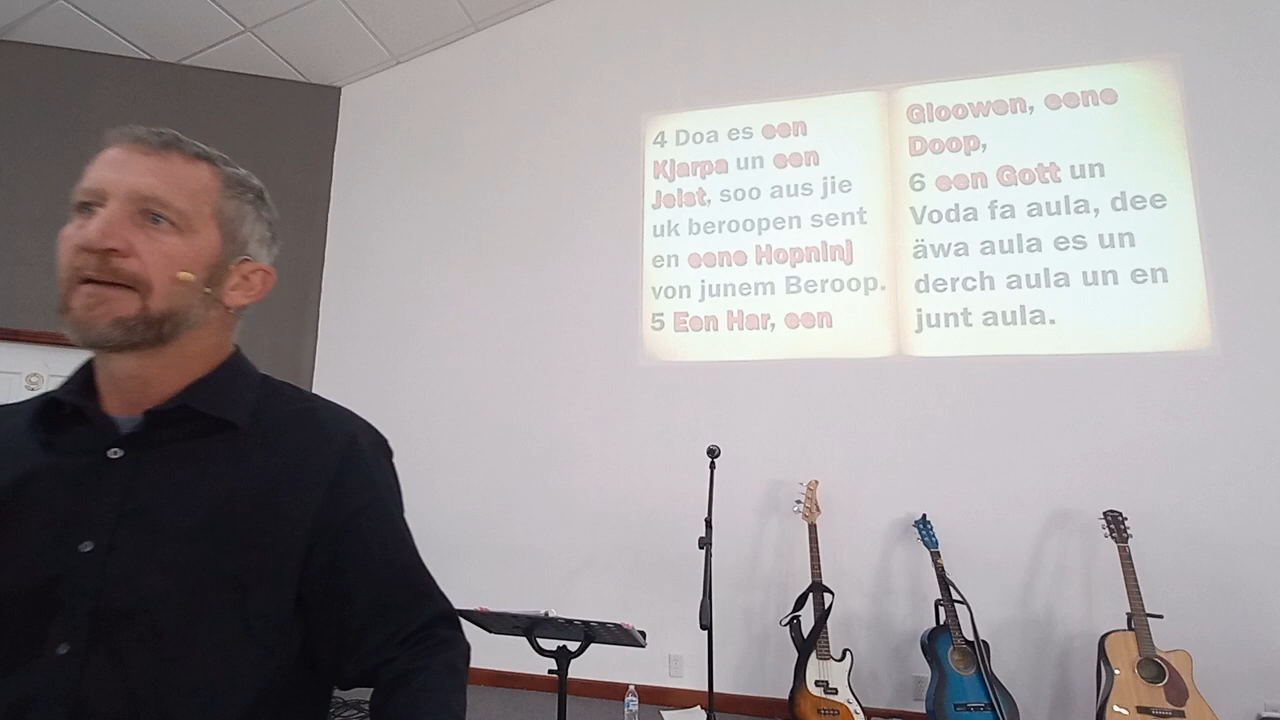 4 Doa es een
Kjarpa un een
Jeist, soo aus jie
uk beroopen sent
en eene Hopninj
von junem Beroop.
5 Een Har, een
Gloowen, eene
Doop,
6 een Gott un
Voda fa aula, dee
äwa aula es un
derch aula un en
junt aula.
9